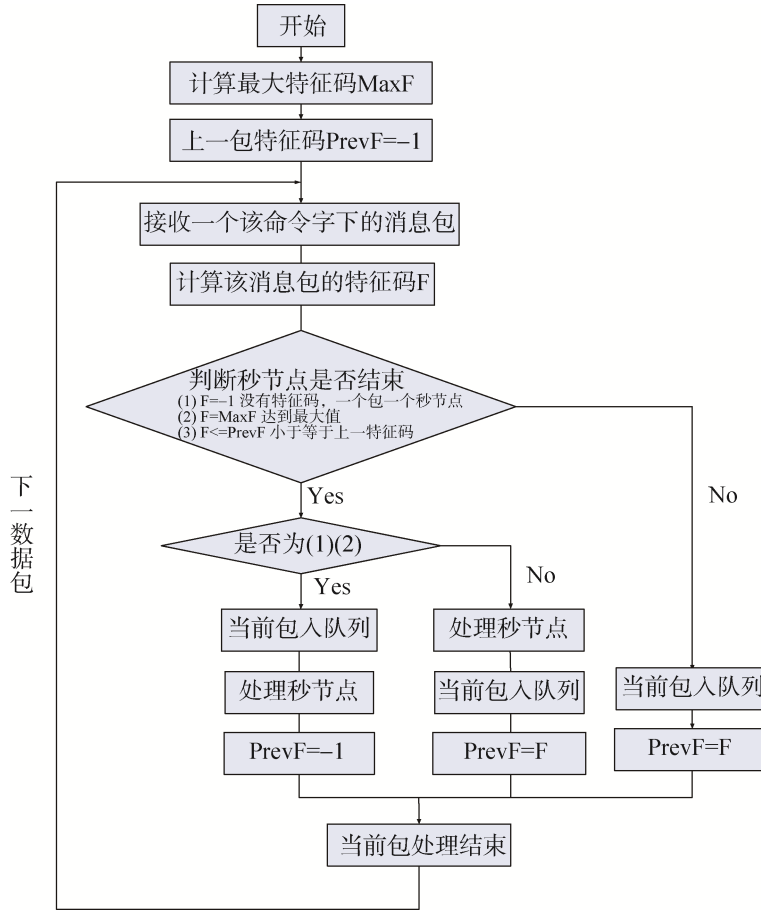 开始
计算最大特征码MaxF
上一包特征码PrevF=–1
接收一个该命令字下的消息包
计算该消息包的特征码F
判断秒节点是否结束
(1) F=–1 没有特征码，一个包一个秒节点
(2) F=MaxF 达到最大值
(3) F<=PrevF 小于等于上一特征码
Yes
No
下一数据包
是否为(1)(2)
Yes
No
当前包入队列
处理秒节点
PrevF=–1
处理秒节点
当前包入队列
PrevF=F
当前包入队列
PrevF=F
当前包处理结束